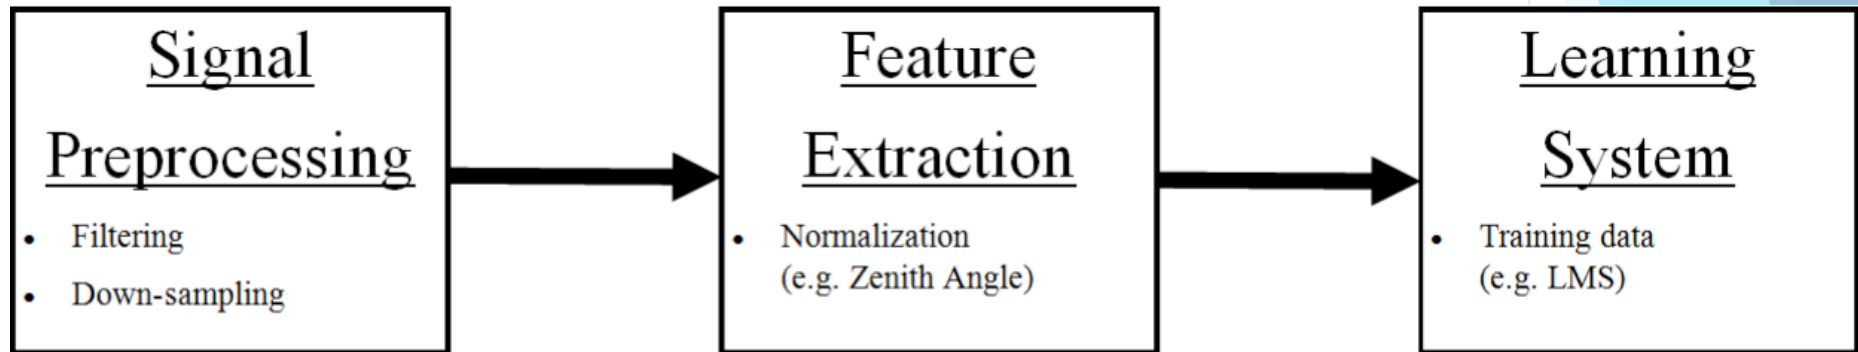 Signal
Preprocessing
• Filtering
• Down-sampling
Feature
Extraction
• Normalization
(e.g. Zenith Angle)
Learning
System
• Training data
(e.g. LMS)